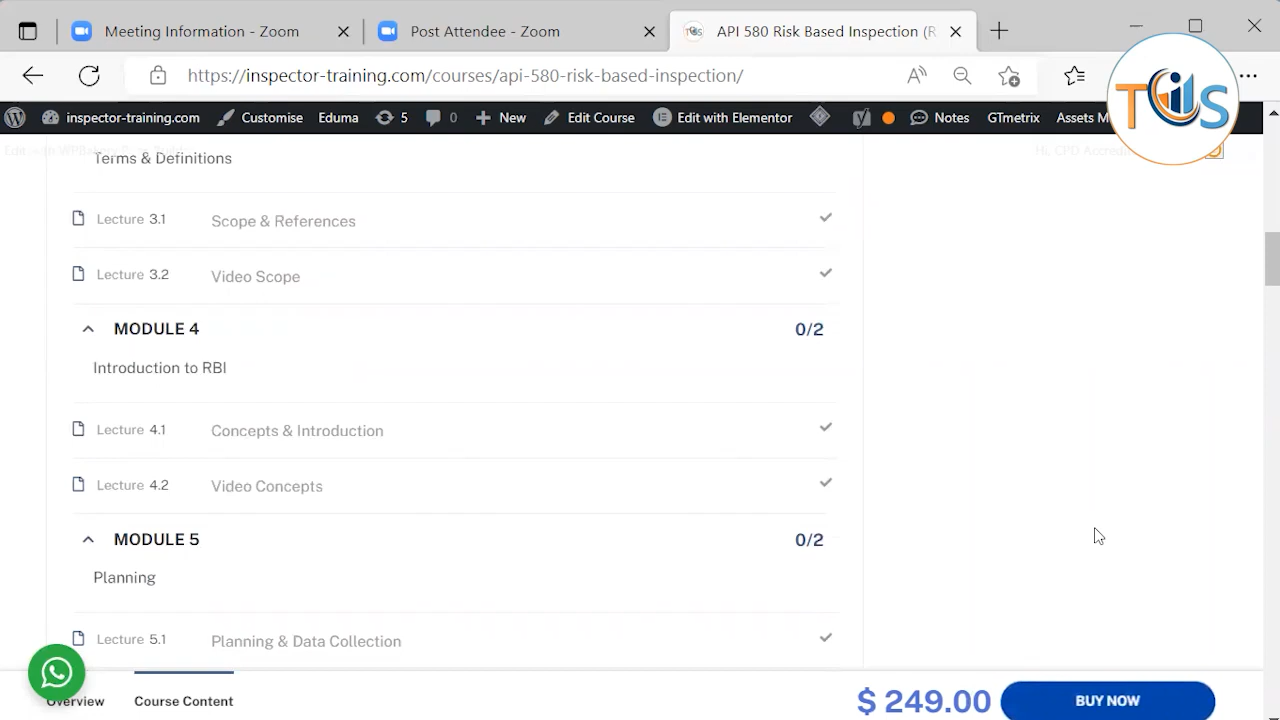 Meeting Information - Zoom
Post Attendee - Zoom
API 580 Risk Based Inspection (R
https://inspector-training.com/courses/api-580-risk-based-inspection/
inspector-training.com
Customise
Eduma
5
0
New
Edit Course
Edit with Elementor
Notes
GTmetrix
Assets M
TIS
Hi, CPD Accred
Terms & Definitions
Lecture 3.1 Scope & References
Lecture 3.2 Video Scope
MODULE 4 0/2
Introduction to RBI
Lecture 4.1 Concepts & Introduction
Lecture 4.2 Video Concepts
MODULE 5 0/2
Planning
Lecture 5.1 Planning & Data Collection
Overview
Course Content
$ 249.00
BUY NOW